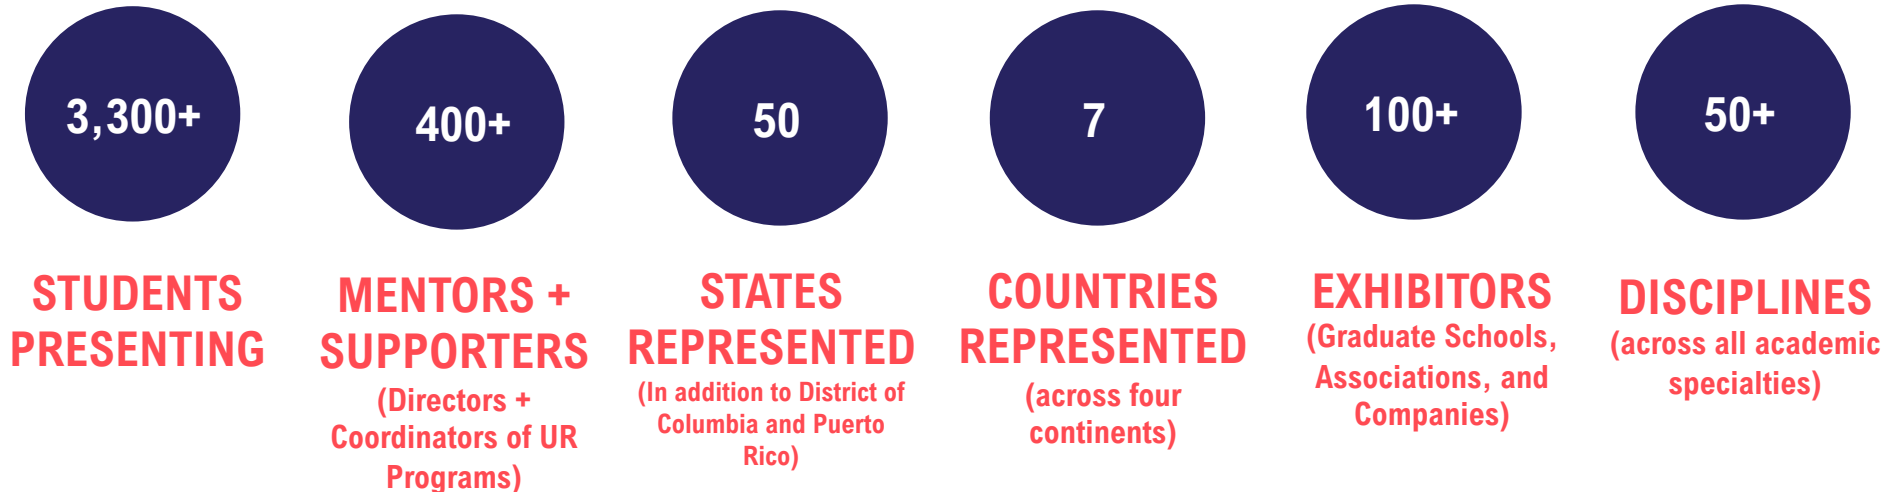 3,300+
STUDENTS
PRESENTING
400+
MENTORS +
SUPPORTERS
(Directors +
Coordinators of UR
Programs)
50
STATES
REPRESENTED
(In addition to District of
Columbia and Puerto
Rico)
7
COUNTRIES
REPRESENTED
(across four
continents)
100+
EXHIBITORS
(Graduate Schools,
Associations, and
Companies)
50+
DISCIPLINES
(across all academic
specialties)